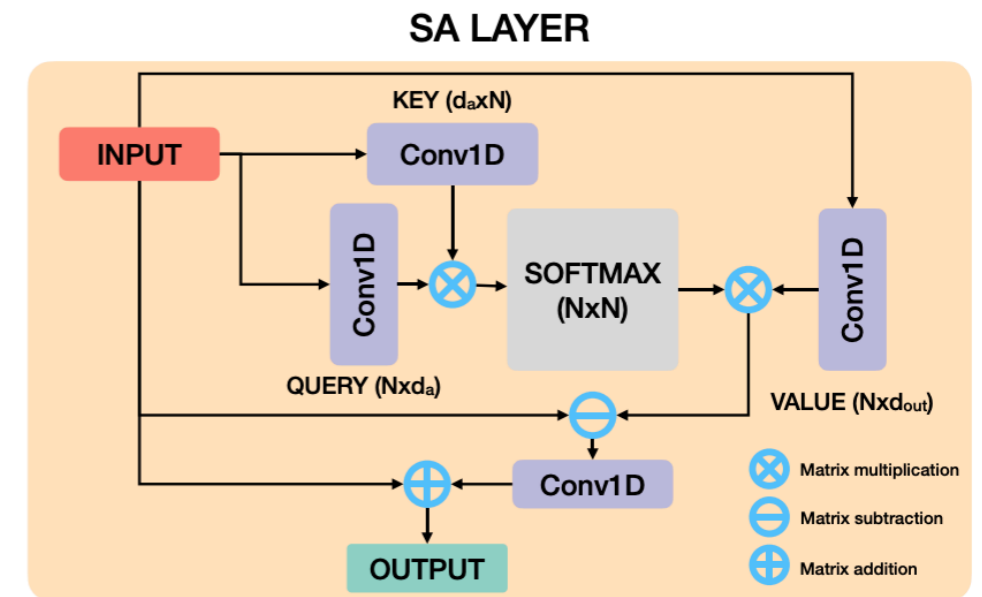 SA LAYER
KEY (dₐxN)
INPUT
Conv1D
Conv1D
SOFTMAX
(NxN)
Conv1D
QUERY (Nxdₐ)
VALUE (Nxdₒᵤₜ)
Conv1D
Matrix multiplication
Matrix subtraction
Matrix addition
OUTPUT